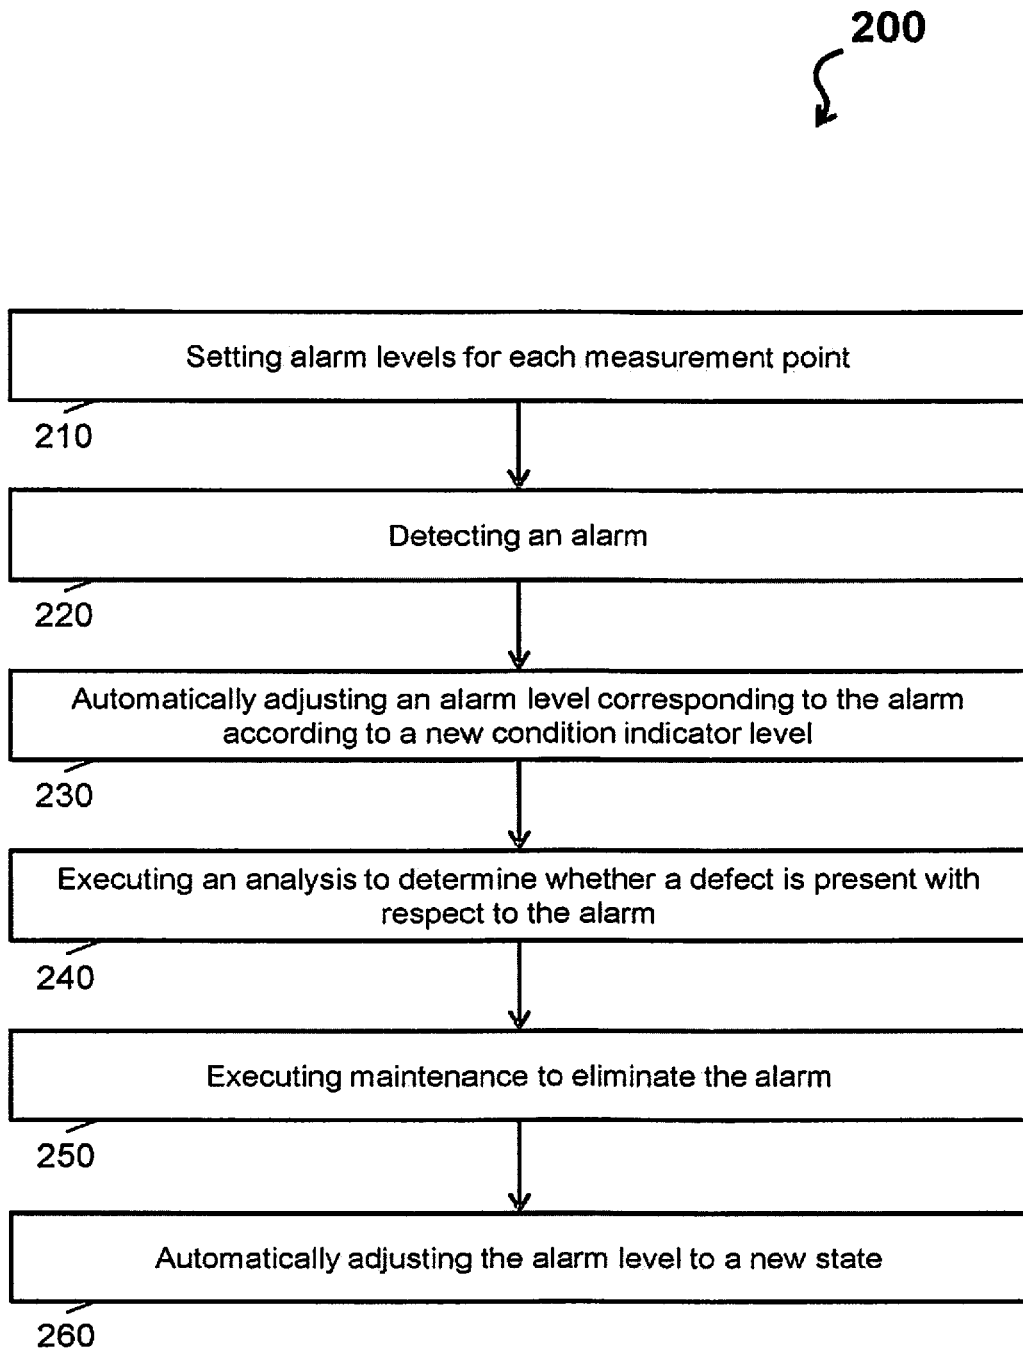 200
Setting alarm levels for each measurement point
210
Detecting an alarm
220
Automatically adjusting an alarm level corresponding to the alarm
according to a new condition indicator level
230
Executing an analysis to determine whether a defect is present with
respect to the alarm
240
Executing maintenance to eliminate the alarm
250
Automatically adjusting the alarm level to a new state
260